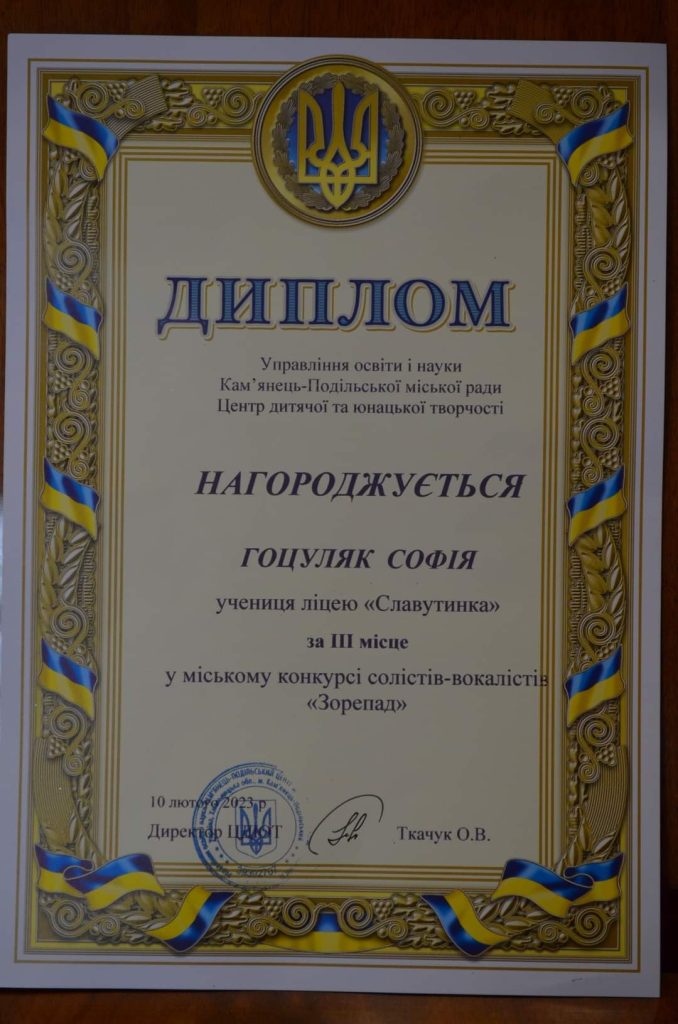 ДИПЛОМ
Управління освіти і науки
Кам’янець-Подільської міської ради
Центр дитячої та юнацької творчості
НАГОРОДЖУЄТЬСЯ
ГОЦУЛЯК СОФІЯ
учениця ліцею «Славутинка»
за ІІІ місце
у міському конкурсі солістів-вокалістів
«Зорепад»
10 лютого 2023 р
Директор ЦДЮТ Ткачук О.В.